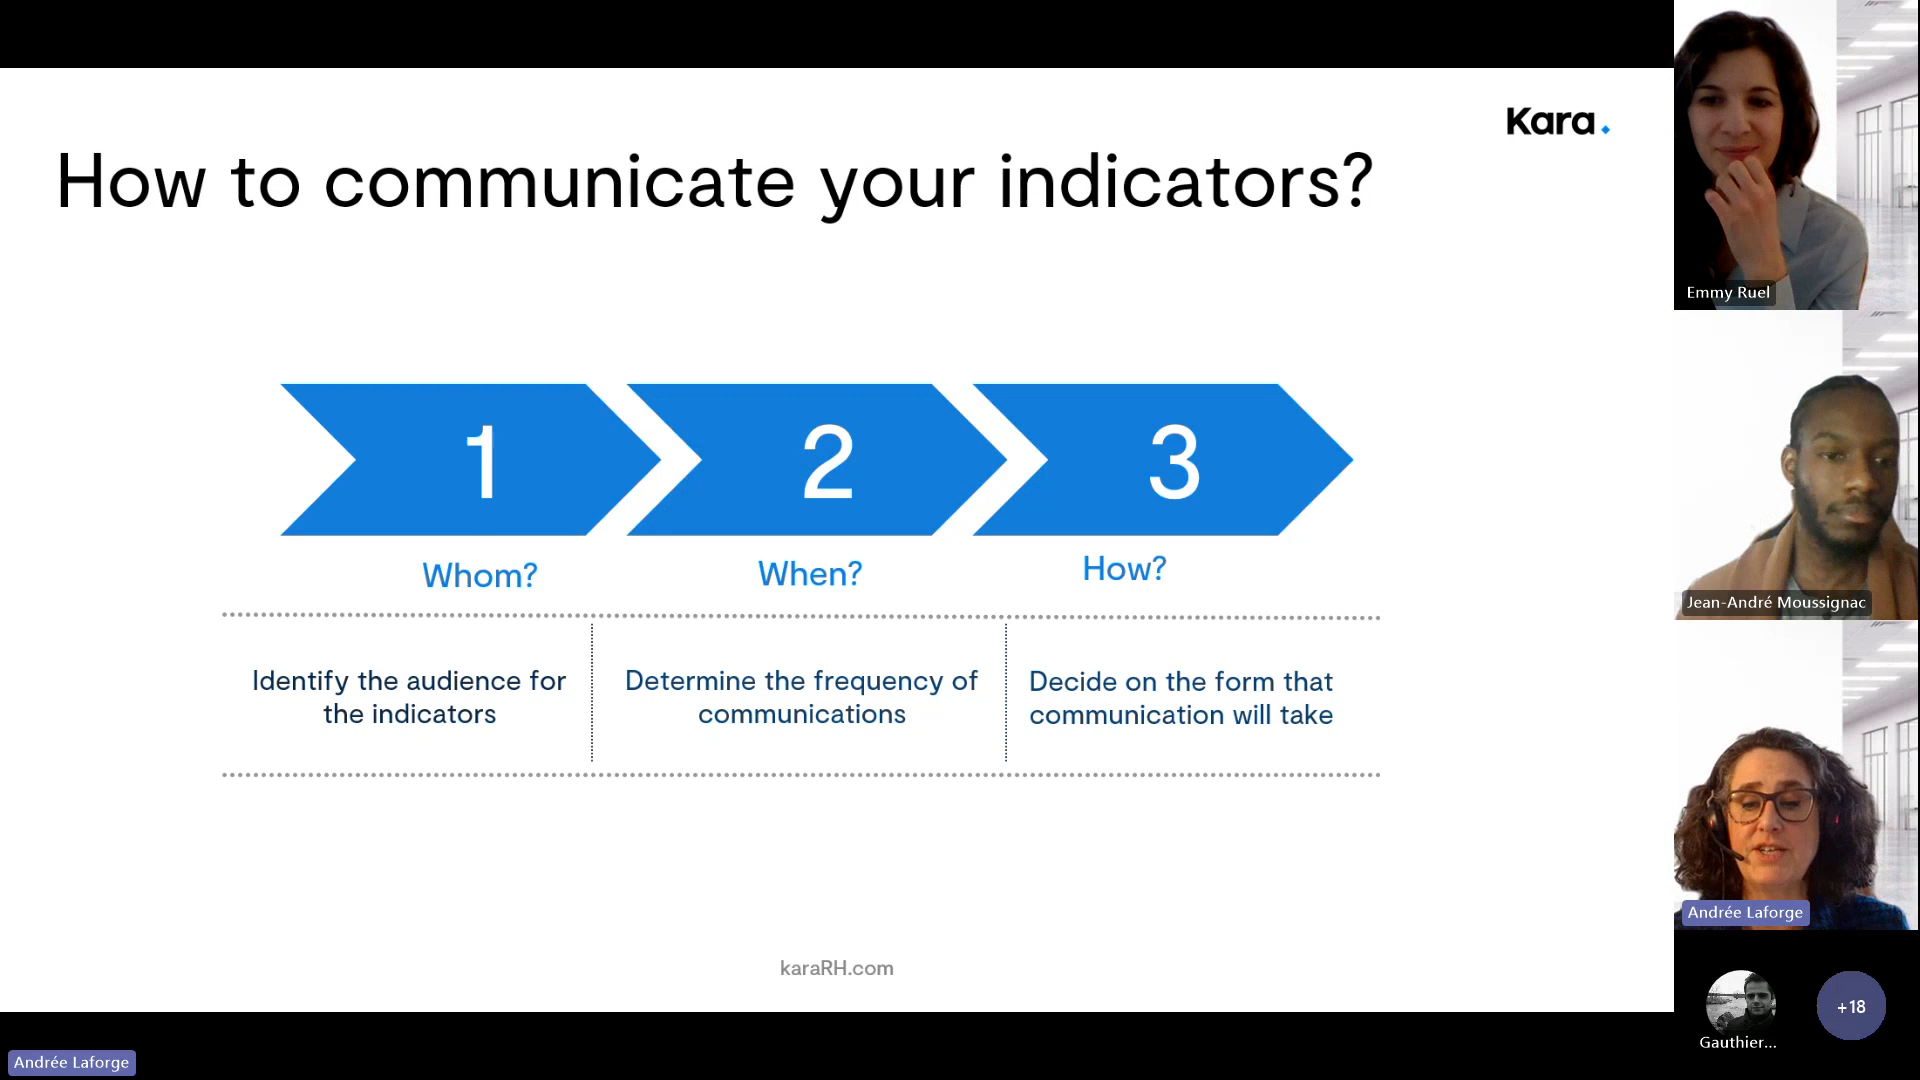 Kara
How to communicate your indicators?
1
2
3
Whom?
When?
How?
Identify the audience for
the indicators
Determine the frequency of
communications
Decide on the form that
communication will take
karaRH.com
Andrée Laforge
Emmy Ruel
Jean-André Moussignac
Andrée Laforge
Gauthier...
+18